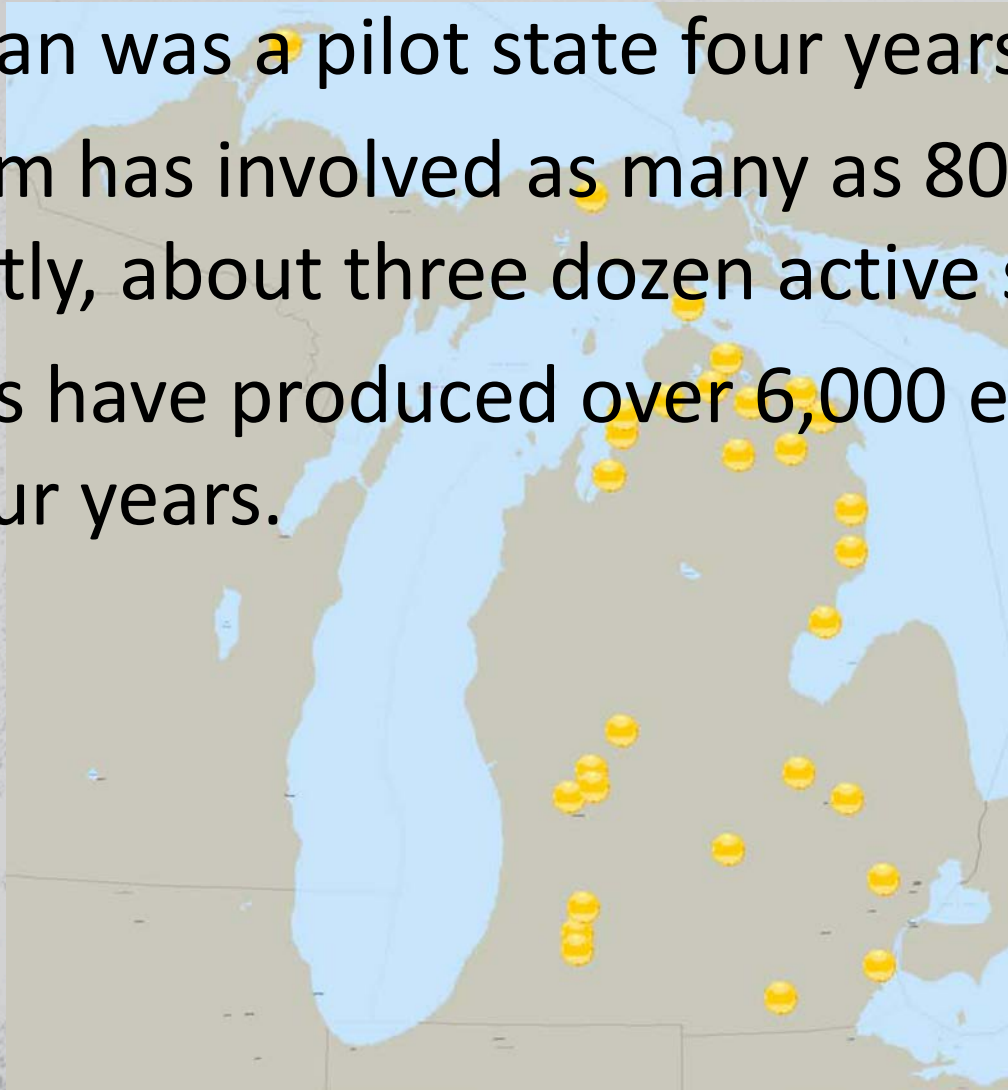 an was a pilot state four years
m has involved as many as 80
tly, about three dozen active s
s have produced over 6,000 e
ur years.